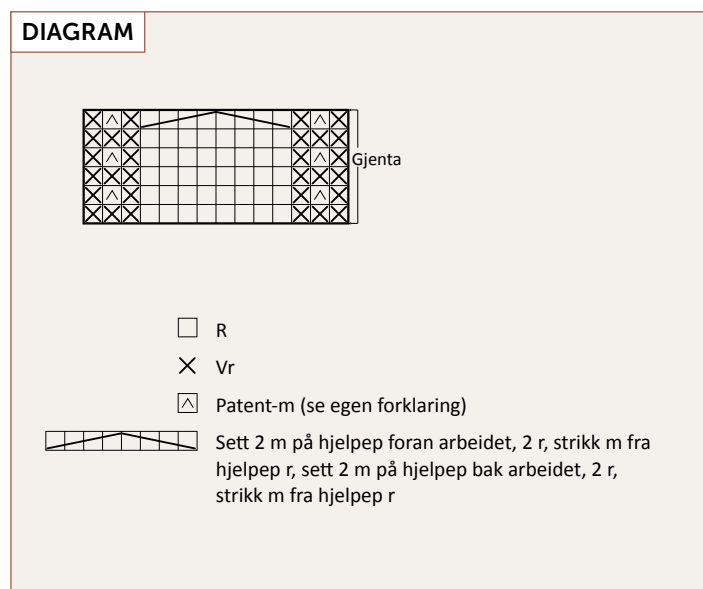 DIAGRAM
Gjenta
R
Vr
Patent-m (se egen forklaring)
Sett 2 m på hjelpep foran arbeidet, 2 r, strikk m fra
hjelpep r, sett 2 m på hjelpep bak arbeidet, 2 r,
strikk m fra hjelpep r